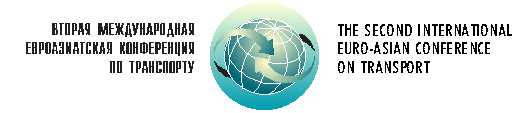 ВТОРАЯ МЕЖДУНАРОДНАЯ
ЕВРОАЗИАТСКАЯ КОНФЕРЕНЦИЯ
ПО ТРАНСПОРТУ
THE SECOND INTERNATIONAL
EURO-ASIAN CONFERENCE
ON TRANSPORT